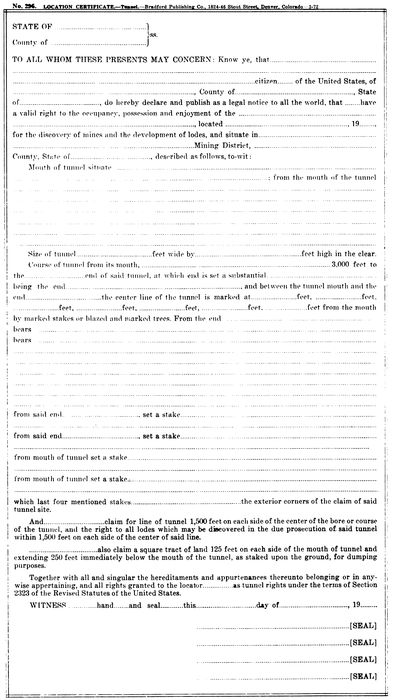 No. 296. LOCATION CERTIFICATE.—Tunnel.—Bradford Publishing Co., 1824-46 Stout Street, Denver, Colorado 2-72
STATE OF ............ }
}ss.
County of ............ }
TO ALL WHOM THESE PRESENTS MAY CONCERN: Know ye, that ............
............citizen...... of the United States, of
............, County of............, State
of............, do hereby declare and publish as a legal notice to all the world, that ......have
a valid right to the occupancy, possession and enjoyment of the ............
............, located ............, 19......
for the discovery of mines and the development of lodes, and situate in............
............Mining District, ............
County, State of............, described as follows, to-wit:
Mouth of tunnel situate ............
............; from the mouth of the tunnel
Size of tunnel............feet wide by............feet high in the clear.
Course of tunnel from its mouth, ............3,000 feet to
the............end of said tunnel, at which end is set a substantial............
being the end............, and between the tunnel mouth and the
end............the center line of the tunnel is marked at............feet, ............feet,
............feet, ............feet, ............feet, ............feet, ............feet from the mouth
by marked stakes or blazed and marked trees. From the end ............
bears ............
bears ............
from said end............, set a stake............
from said end............, set a stake............
from mouth of tunnel set a stake............
from mouth of tunnel set a stake............
which last four mentioned stakes............the exterior corners of the claim of said
tunnel site.
And............claim for line of tunnel 1,500 feet on each side of the center of the bore or course
of the tunnel, and the right to all lodes which may be discovered in the due prosecution of said tunnel
within 1,500 feet on each side of the center of said line.
............also claim a square tract of land 125 feet on each side of the mouth of tunnel and
extending 250 feet immediately below the mouth of the tunnel, as staked upon the ground, for dumping
purposes.
Together with all and singular the hereditaments and appurtenances thereunto belonging or in any-
wise appertaining, and all rights granted to the locator............as tunnel rights under the terms of Section
2323 of the Revised Statutes of the United States.
WITNESS ............hand......and seal......this............day of............, 19......
............[SEAL]
............[SEAL]
............[SEAL]
............[SEAL]